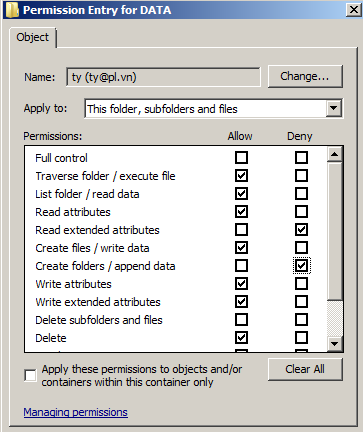 Permission Entry for DATA
Object
Name: ty (ty@pl.vn) Change...
Apply to: This folder, subfolders and files
Permissions: Allow Deny
Full control
Traverse folder / execute file
List folder / read data
Read attributes
Read extended attributes
Create files / write data
Create folders / append data
Write attributes
Write extended attributes
Delete subfolders and files
Delete
Apply these permissions to objects and/or
containers within this container only
Clear All
Managing permissions